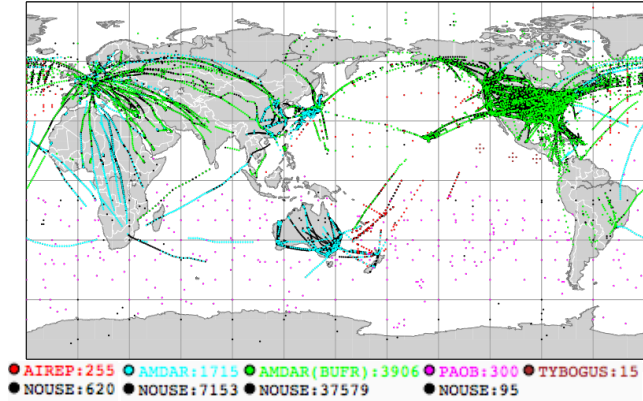 AIREP:255 AMDAR:1715 AMDAR(BUFR):3906 PAOB:300 TYBOGUS:15
NOUSE:620 NOUSE:7153 NOUSE:37579 NOUSE:95